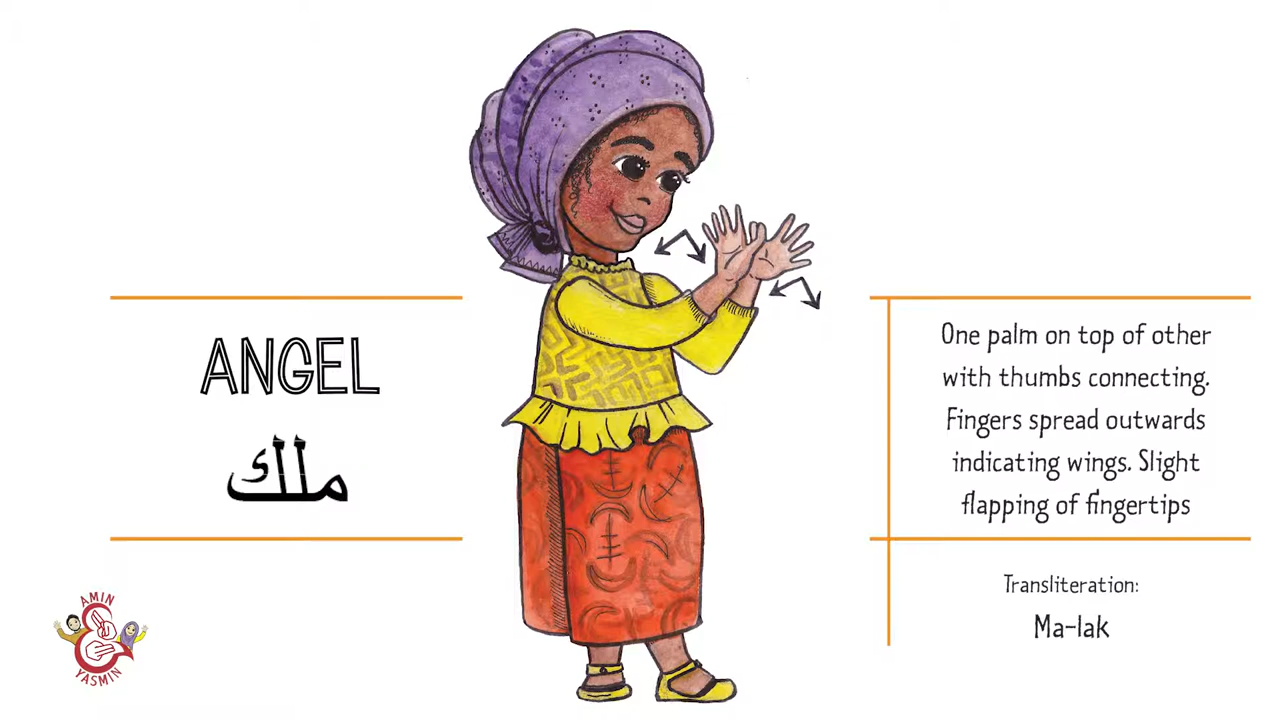 ANGEL
ملك
One palm on top of other
with thumbs connecting.
Fingers spread outwards
indicating wings. Slight
flapping of fingertips
Transliteration:
Ma-lak
AMIN
YASMIN